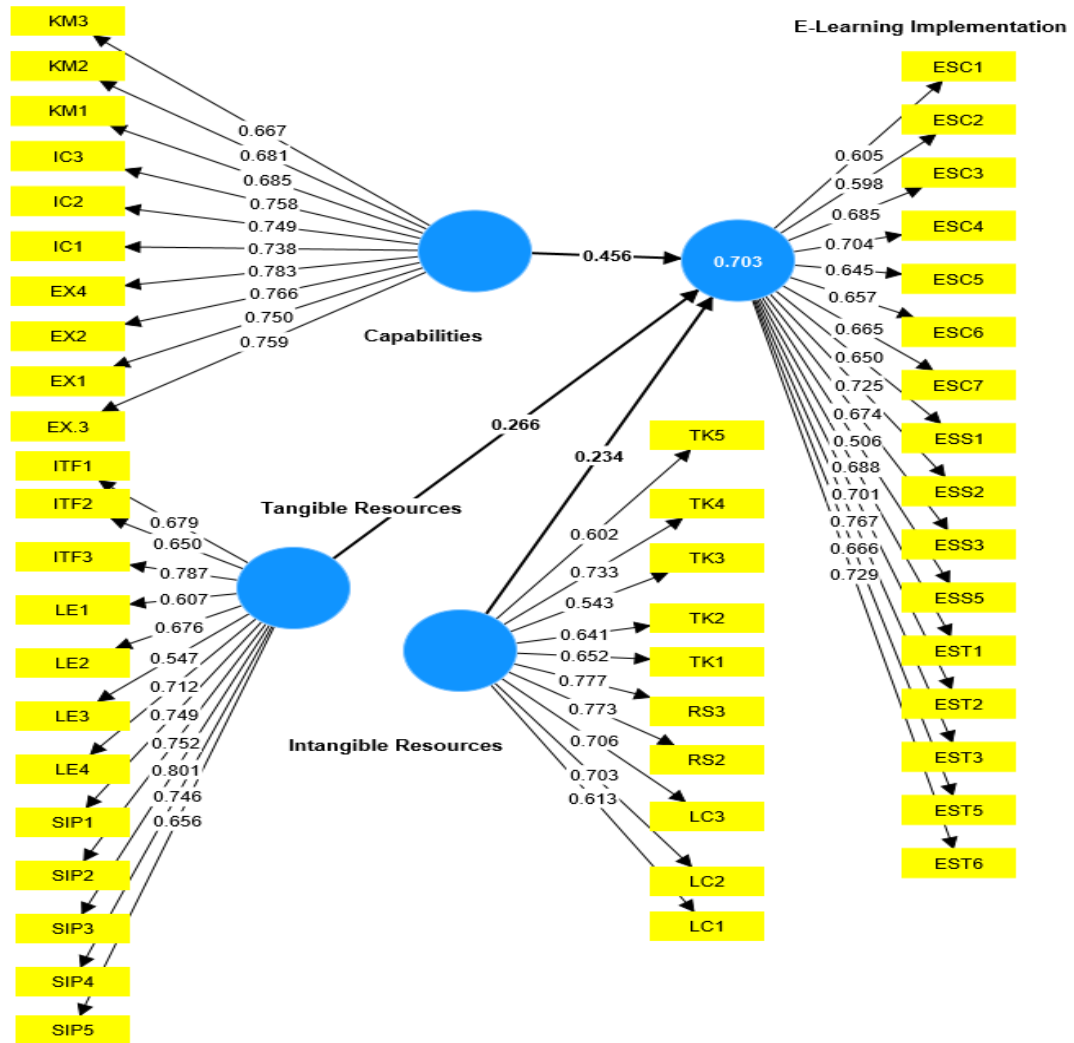 KM3
KM2
KM1
IC3
IC2
IC1
EX4
EX2
EX1
EX.3
0.667
0.681
0.685
0.758
0.749
0.738
0.783
0.766
0.750
0.759
Capabilities
0.456
E-Learning Implementation
0.703
ESC1
ESC2
ESC3
ESC4
ESC5
ESC6
ESC7
ESS1
ESS2
ESS3
ESS5
EST1
EST2
EST3
EST5
EST6
0.605
0.598
0.685
0.704
0.645
0.657
0.665
0.650
0.725
0.674
0.506
0.688
0.701
0.767
0.666
0.729
ITF1
ITF2
ITF3
LE1
LE2
LE3
LE4
SIP1
SIP2
SIP3
SIP4
SIP5
0.679
0.650
0.787
0.607
0.676
0.547
0.712
0.749
0.752
0.801
0.746
0.656
Tangible Resources
0.266
0.234
Intangible Resources
TK5
TK4
TK3
TK2
TK1
RS3
RS2
LC3
LC2
LC1
0.602
0.733
0.543
0.641
0.652
0.777
0.773
0.706
0.703
0.613